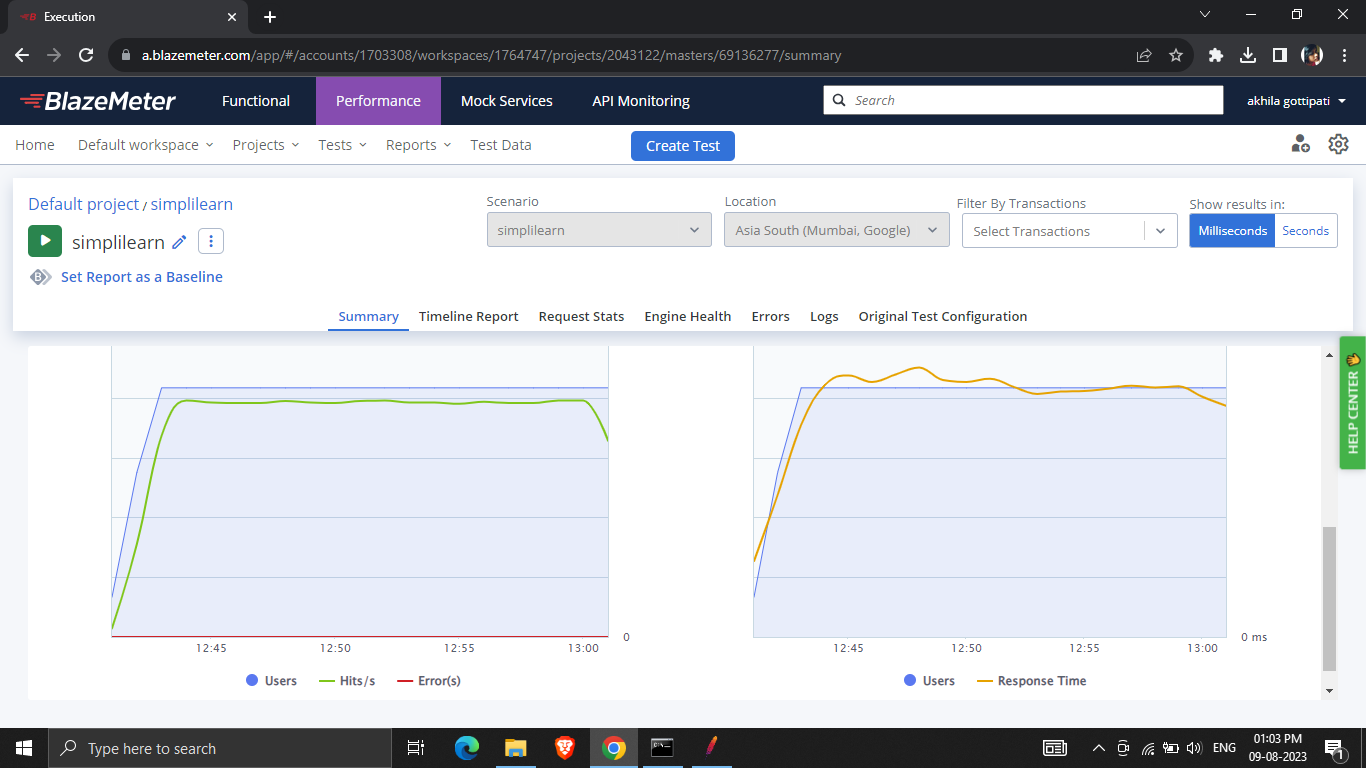 Execution
a.blazemeter.com/app/#/accounts/1703308/workspaces/1764747/projects/2043122/masters/69136277/summary
BlazeMeter Functional Performance Mock Services API Monitoring Search akhila gottipati
Home Default workspace Projects Tests Reports Test Data Create Test
Default project / simplilearn
Scenario Location Filter By Transactions Show results in:
simplilearn simplilearn Asia South (Mumbai, Google) Select Transactions Milliseconds Seconds
Set Report as a Baseline
Summary Timeline Report Request Stats Engine Health Errors Logs Original Test Configuration
HELP CENTER
0 0 ms
12:45 12:50 12:55 13:00 12:45 12:50 12:55 13:00
Users Hits/s Error(s) Users Response Time
Type here to search
ENG
01:03 PM
09-08-2023
1